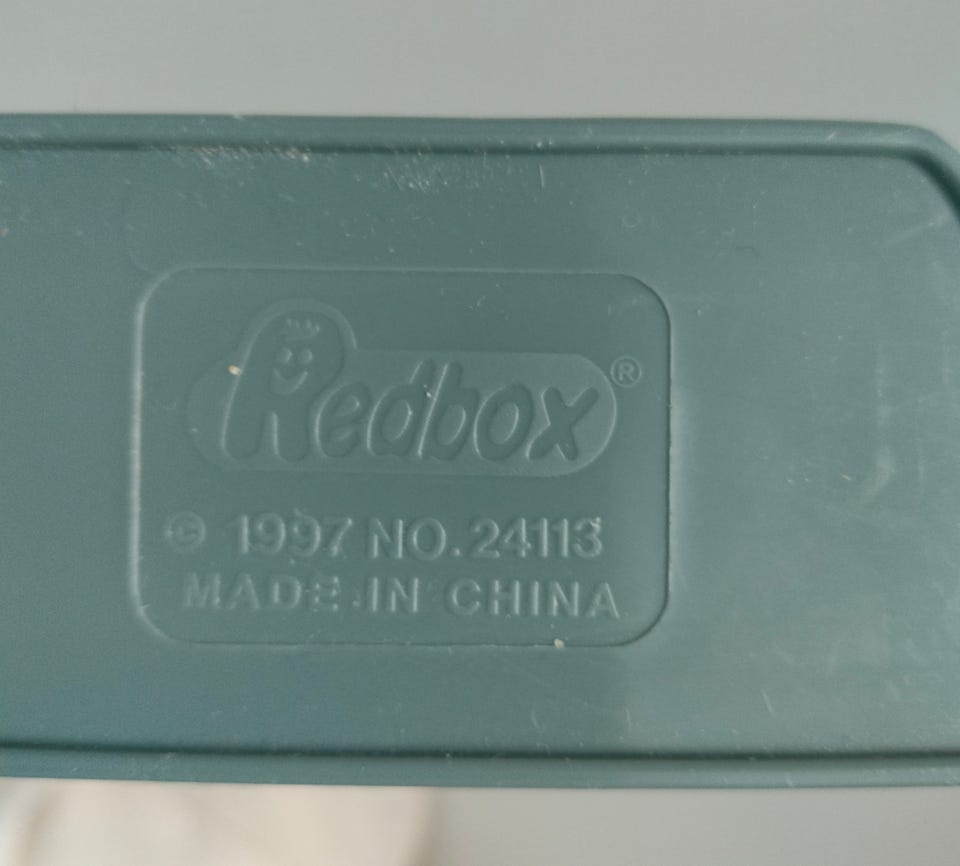 Redbox®
© 1997 NO. 24113
MADE IN CHINA